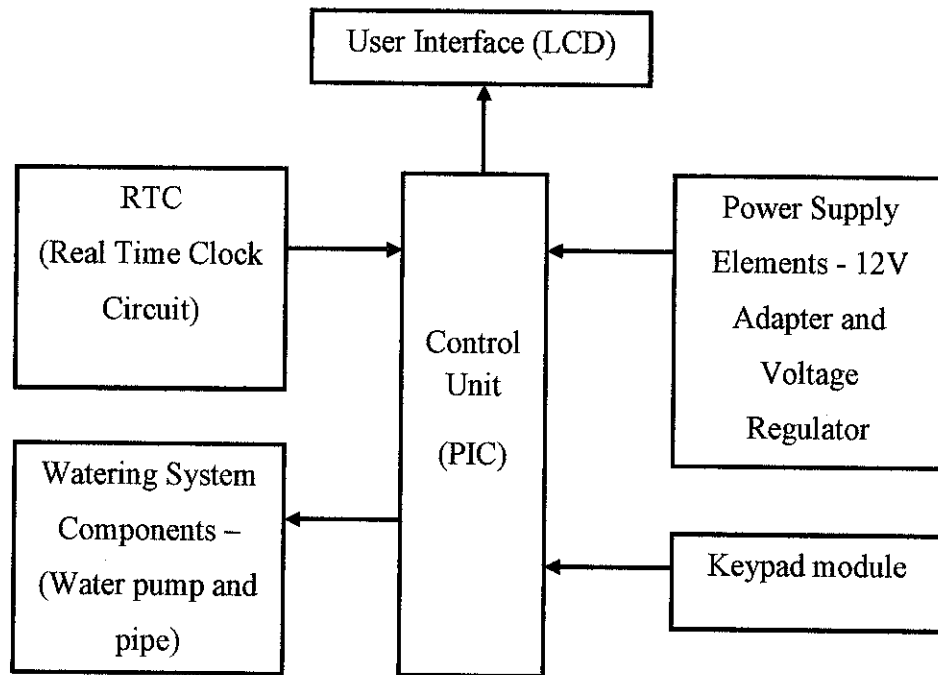 User Interface (LCD)
RTC
(Real Time Clock
Circuit)
Power Supply
Elements - 12V
Adapter and
Voltage
Regulator
Control
Unit
(PIC)
Watering System
Components –
(Water pump and
pipe)
Keypad module